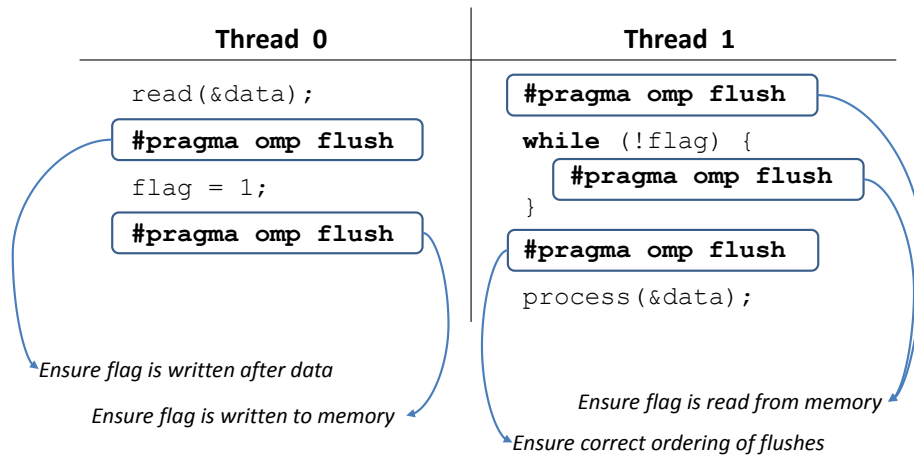 Thread 0
read(&data);
#pragma omp flush
flag = 1;
#pragma omp flush
Ensure flag is written after data
Ensure flag is written to memory
Thread 1
#pragma omp flush
while (!flag) {
#pragma omp flush
}
#pragma omp flush
process(&data);
Ensure flag is read from memory
Ensure correct ordering of flushes